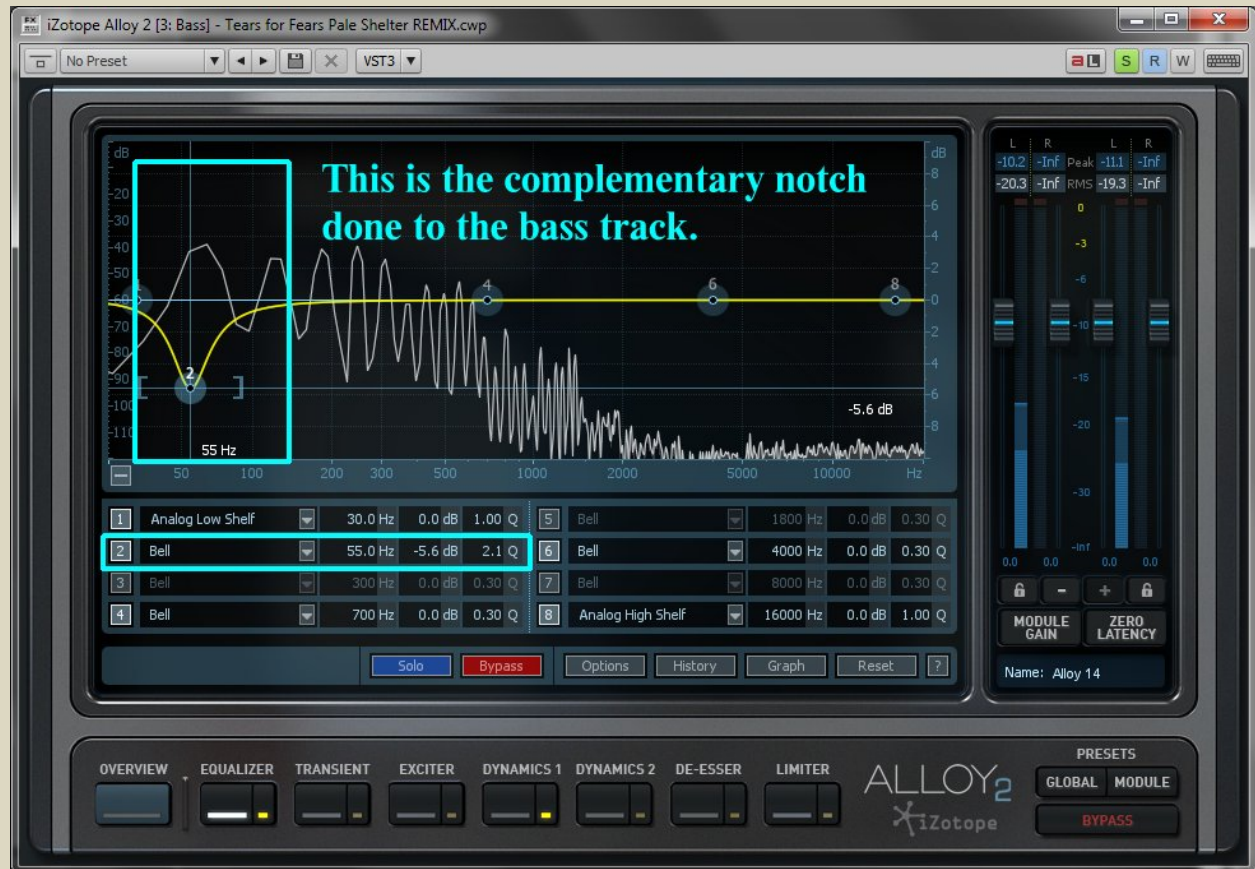 iZotope Alloy 2 [3: Bass] - Tears for Fears Pale Shelter REMIX.cwp
No Preset VST3 S R W
This is the complementary notch
done to the bass track.
dB
-20
-30
-40
-50
-60
-70
-80
-90
-100
-110
1
2
4
6
8
dB
-8
-6
-4
-2
0
-2
-4
-6
-8
-5.6 dB
55 Hz
50 100 200 300 500 1000 2000 5000 10000 Hz
1 Analog Low Shelf 30.0 Hz 0.0 dB 1.00 Q 5 Bell 1800 Hz 0.0 dB 0.30 Q
2 Bell 55.0 Hz -5.6 dB 2.1 Q 6 Bell 4000 Hz 0.0 dB 0.30 Q
3 Bell 300 Hz 0.0 dB 0.30 Q 7 Bell 8000 Hz 0.0 dB 0.30 Q
4 Bell 700 Hz 0.0 dB 0.30 Q 8 Analog High Shelf 16000 Hz 0.0 dB 1.00 Q
Solo Bypass Options History Graph Reset ?
L R L R
-10.2 -Inf Peak -11.1 -Inf
-20.3 -Inf RMS -19.3 -Inf
0
-3
-6
-10
-15
-20
-30
-Inf
0.0 0.0 0.0 0.0
- +
MODULE GAIN ZERO LATENCY
Name: Alloy 14
OVERVIEW EQUALIZER TRANSIENT EXCITER DYNAMICS 1 DYNAMICS 2 DE-ESSER LIMITER
ALLOY2
iZotope
PRESETS
GLOBAL MODULE
BYPASS